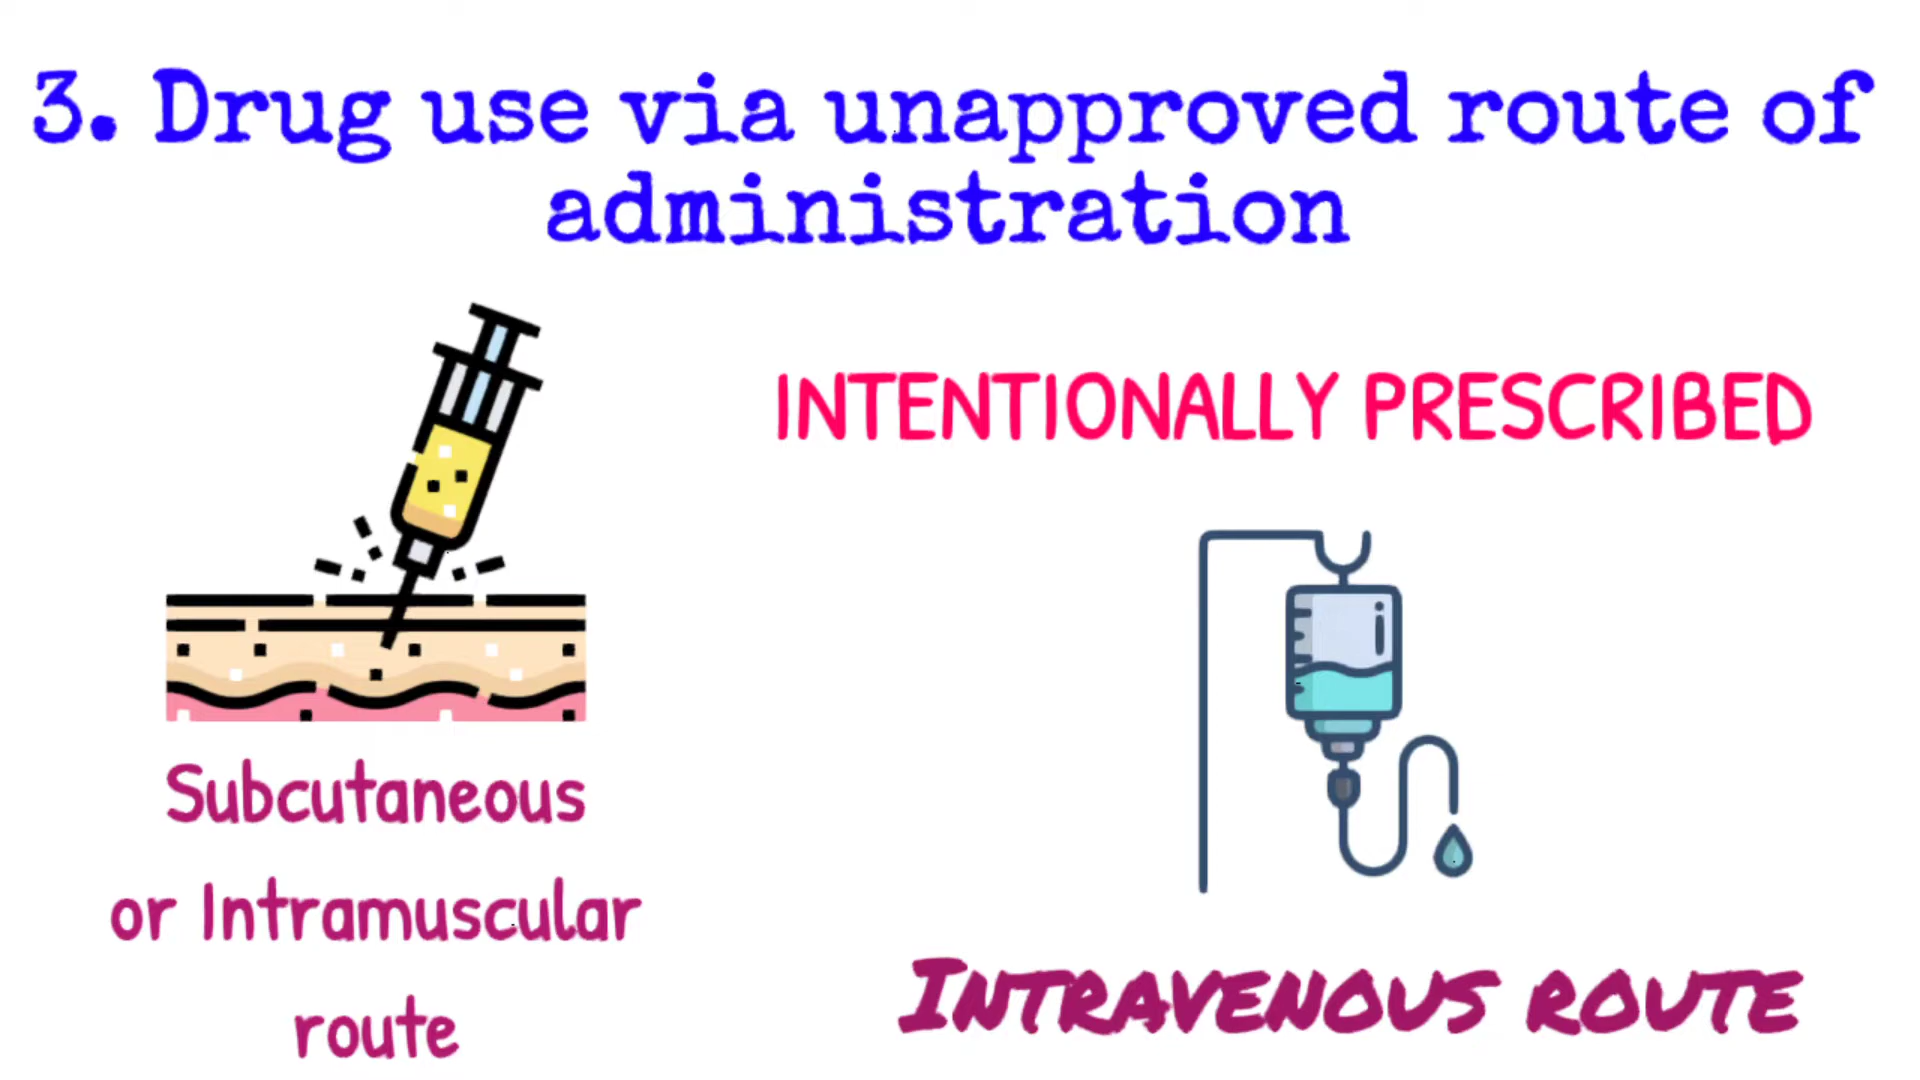 3. Drug use via unapproved route of
administration
INTENTIONALLY PRESCRIBED
Subcutaneous
or Intramuscular
route
INTRAVENOUS ROUTE